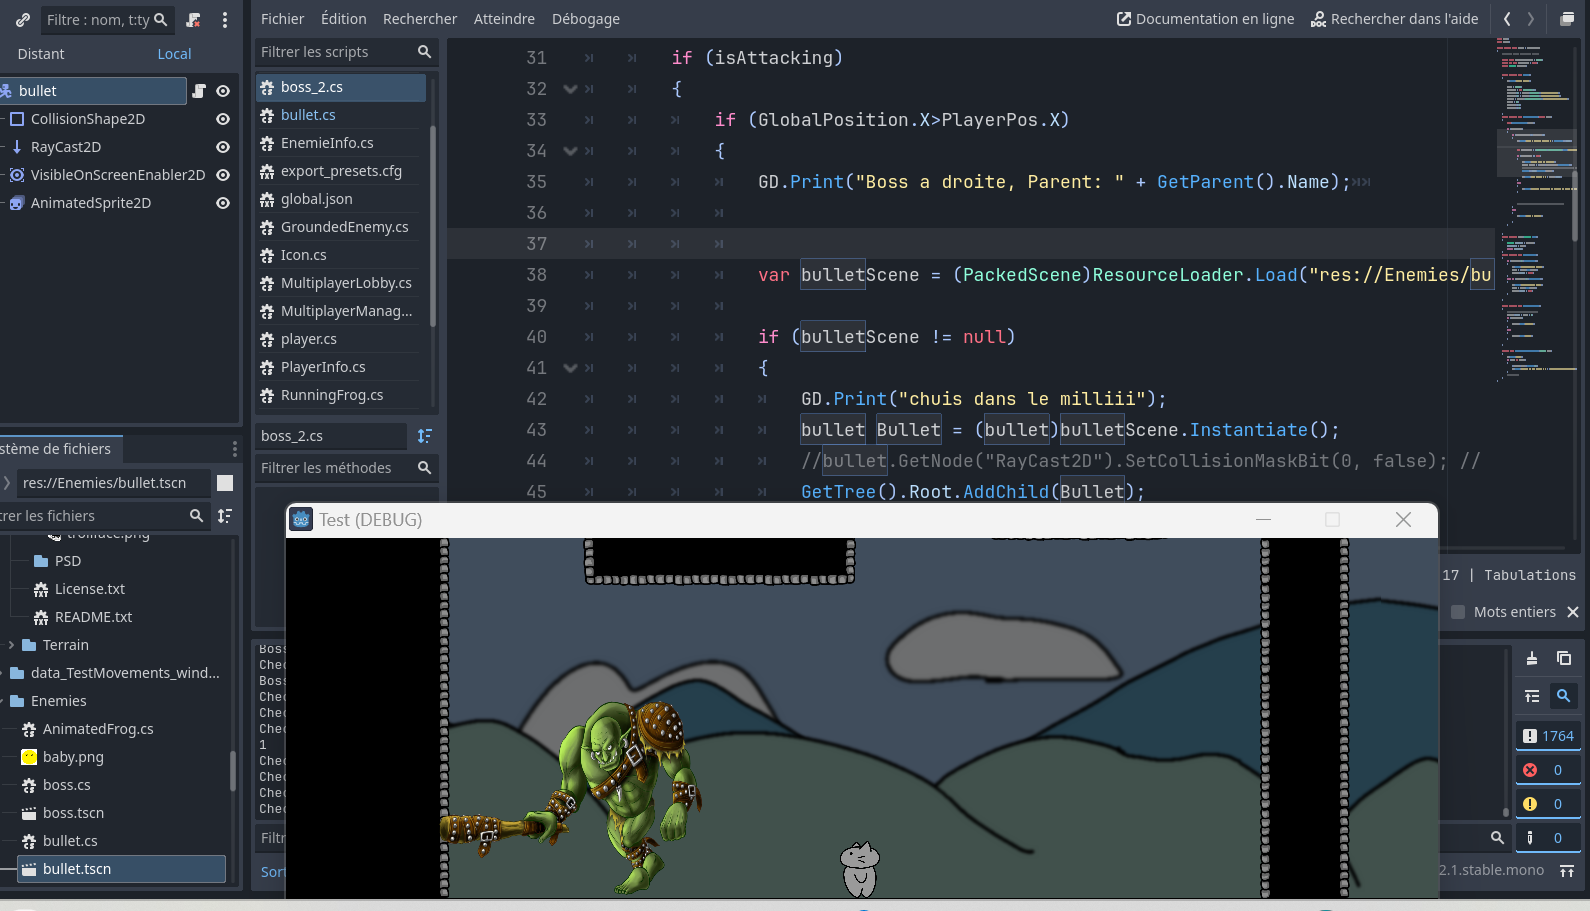 Filtre : nom, t:ty
Distant
Local
bullet
CollisionShape2D
RayCast2D
VisibleOnScreenEnabler2D
AnimatedSprite2D
Fichier Édition Rechercher Atteindre Débogage
Documentation en ligne
Rechercher dans l'aide
Filtrer les scripts
boss_2.cs
bullet.cs
EnemieInfo.cs
export_presets.cfg
global.json
GroundedEnemy.cs
Icon.cs
MultiplayerLobby.cs
MultiplayerManag...
player.cs
PlayerInfo.cs
RunningFrog.cs
boss_2.cs
Filtrer les méthodes
31 if (isAttacking)
32 {
33 if (GlobalPosition.X>PlayerPos.X)
34 {
35 GD.Print("Boss a droite, Parent: " + GetParent().Name);
36
37
38 var bulletScene = (PackedScene)ResourceLoader.Load("res://Enemies/bu
39
40 if (bulletScene != null)
41 {
42 GD.Print("chuis dans le milliii");
43 bullet Bullet = (bullet)bulletScene.Instantiate();
44 //bullet.GetNode("RayCast2D").SetCollisionMaskBit(0, false); //
45 GetTree().Root.AddChild(Bullet);
stème de fichiers
res://Enemies/bullet.tscn
trer les fichiers
trollface.png
PSD
License.txt
README.txt
Terrain
data_TestMovements_wind...
Enemies
AnimatedFrog.cs
baby.png
boss.cs
boss.tscn
bullet.cs
bullet.tscn
Test (DEBUG)
17 | Tabulations
Mots entiers
Boss
Chec
Boss
Chec
Chec
Chec
1
Chec
Chec
Chec
Chec
Filtr
Sort
1764
0
0
0
2.1.stable.mono